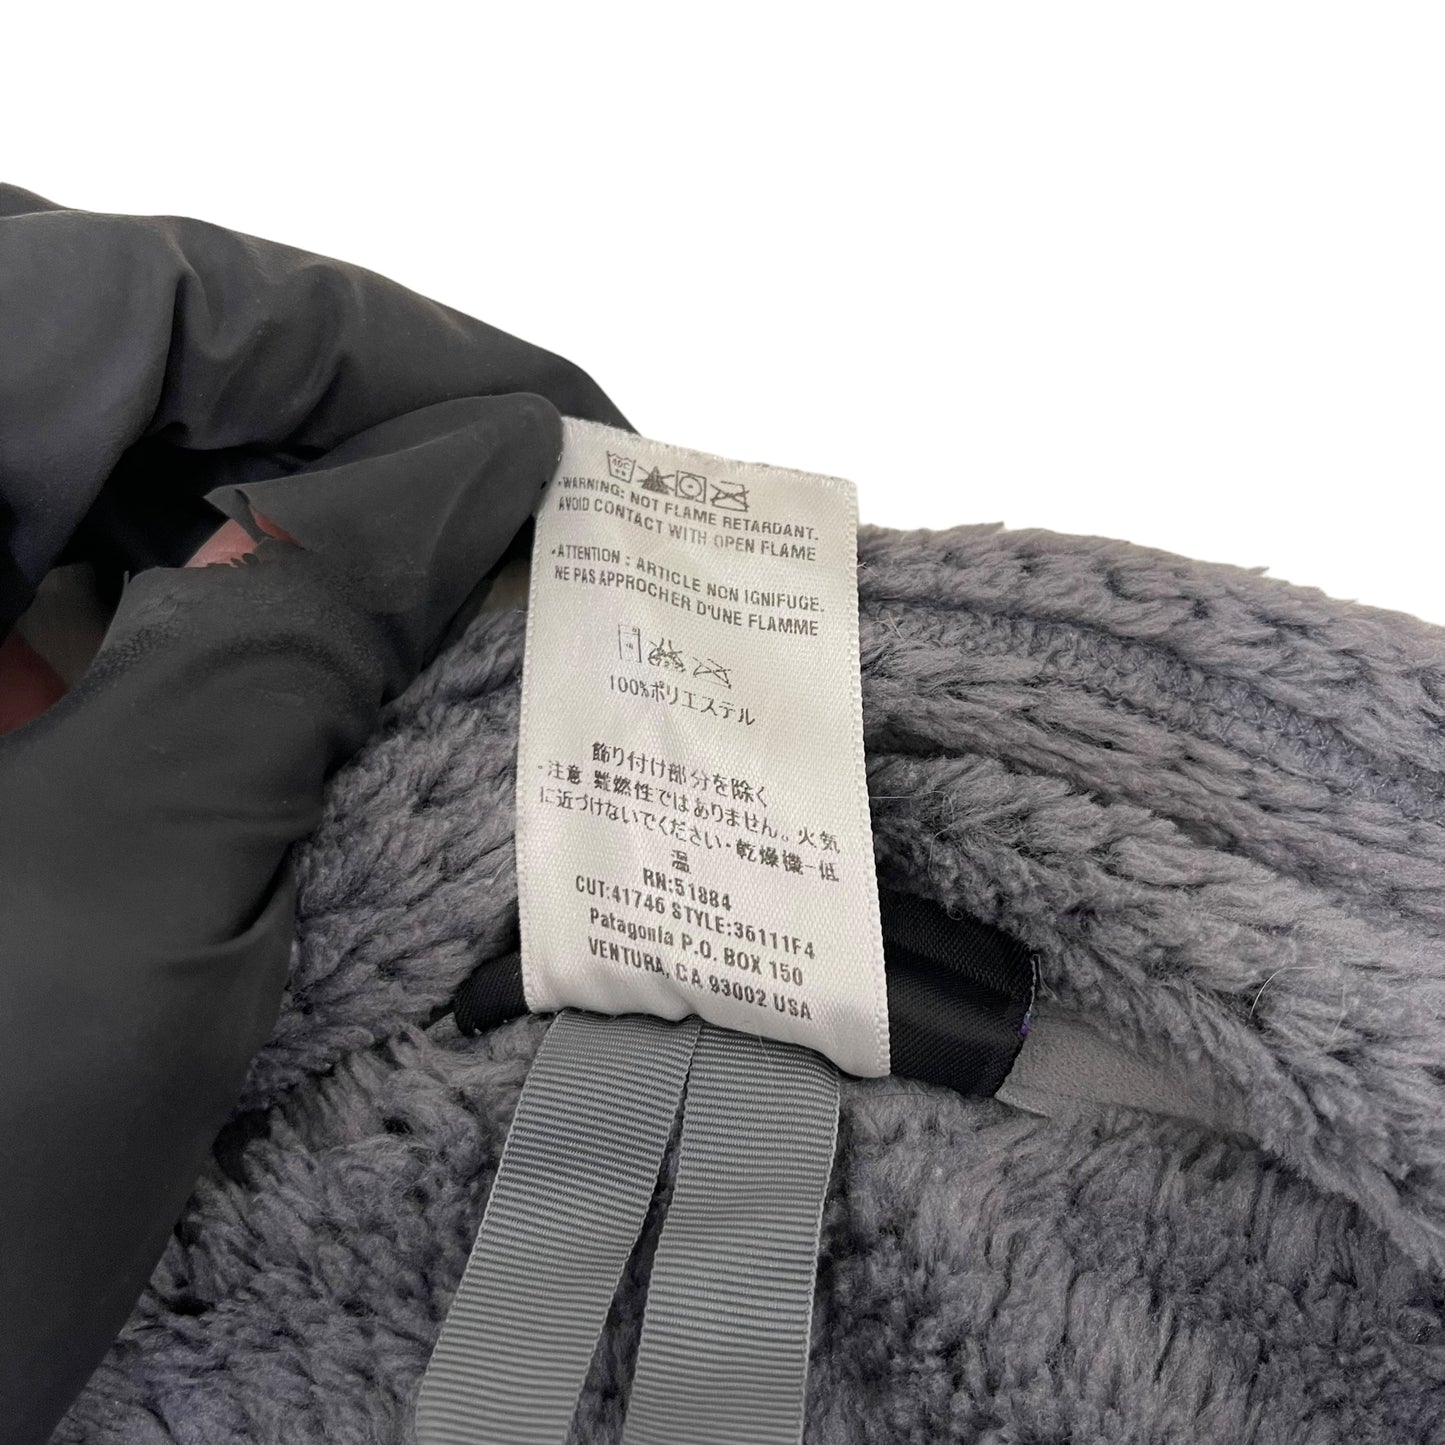 40C
•WARNING: NOT FLAME RETARDANT.
AVOID CONTACT WITH OPEN FLAME
•ATTENTION : ARTICLE NON IGNIFUGE.
NE PAS APPROCHER D'UNE FLAMME
100%ポリエステル
飾り付け部分を除く
・注意 難燃性ではありません。火気
に近づけないでください・乾燥機-低
温
RN:51884
CUT:41746 STYLE:36111F4
Patagonia P.O. BOX 150
VENTURA, CA 93002 USA